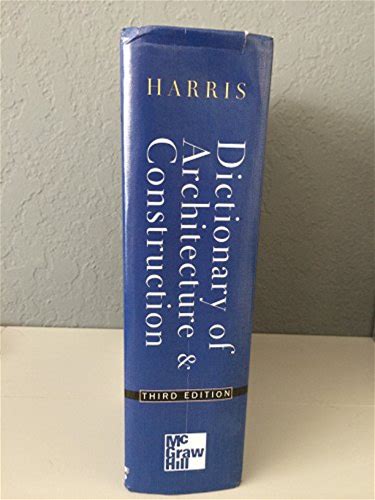 HARRIS
Dictionary of
Architecture &
Construction
THIRD EDITION
Mc
Graw
Hill